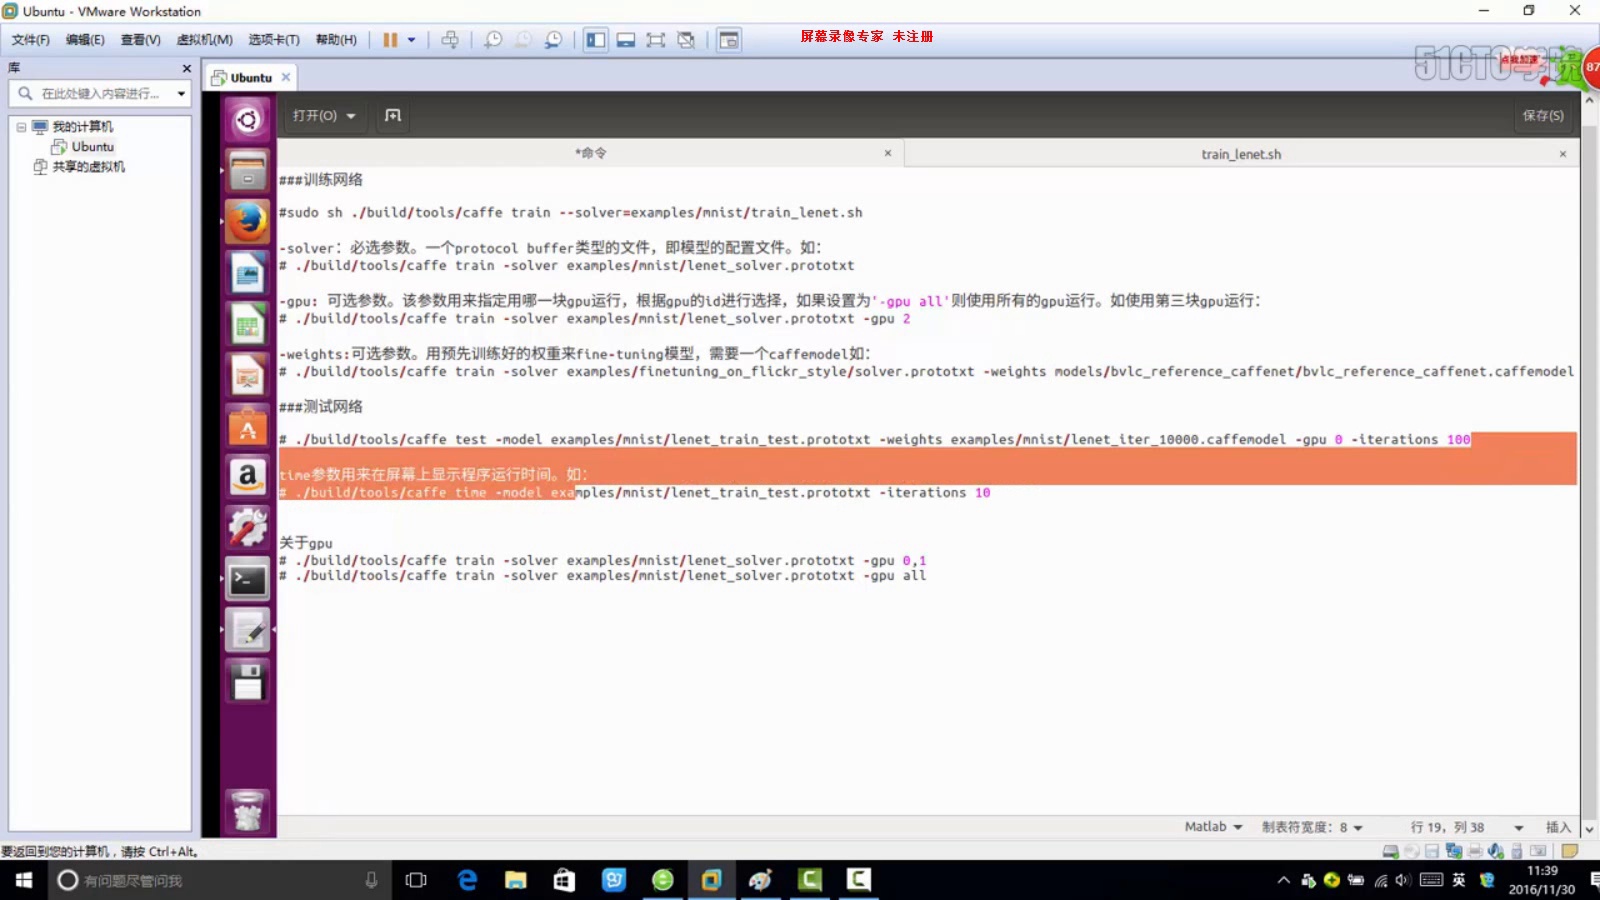 Ubuntu - VMware Workstation
文件(F) 编辑(E) 查看(V) 虚拟机(M) 选项卡(T) 帮助(H)
屏幕录像专家 未注册
51CTO学院
点我加速
87
库
Ubuntu
在此处键入内容进行...
我的计算机
Ubuntu
共享的虚拟机
打开(O)
保存(S)
*命令
train_lenet.sh
###训练网络
#sudo sh ./build/tools/caffe train --solver=examples/mnist/train_lenet.sh
-solver：必选参数。一个protocol buffer类型的文件，即模型的配置文件。如：
# ./build/tools/caffe train -solver examples/mnist/lenet_solver.prototxt
-gpu: 可选参数。该参数用来指定用哪一块gpu运行，根据gpu的id进行选择，如果设置为'-gpu all'则使用所有的gpu运行。如使用第三块gpu运行：
# ./build/tools/caffe train -solver examples/mnist/lenet_solver.prototxt -gpu 2
-weights:可选参数。用预先训练好的权重来fine-tuning模型，需要一个caffemodel如：
# ./build/tools/caffe train -solver examples/finetuning_on_flickr_style/solver.prototxt -weights models/bvlc_reference_caffenet/bvlc_reference_caffenet.caffemodel
###测试网络
# ./build/tools/caffe test -model examples/mnist/lenet_train_test.prototxt -weights examples/mnist/lenet_iter_10000.caffemodel -gpu 0 -iterations 100
time参数用来在屏幕上显示程序运行时间。如：
# ./build/tools/caffe time -model examples/mnist/lenet_train_test.prototxt -iterations 10
关于gpu
# ./build/tools/caffe train -solver examples/mnist/lenet_solver.prototxt -gpu 0,1
# ./build/tools/caffe train -solver examples/mnist/lenet_solver.prototxt -gpu all
Matlab 制表符宽度：8 行 19，列 38 插入
要返回到您的计算机，请按 Ctrl+Alt。
有问题尽管问我
英
11:39
2016/11/30